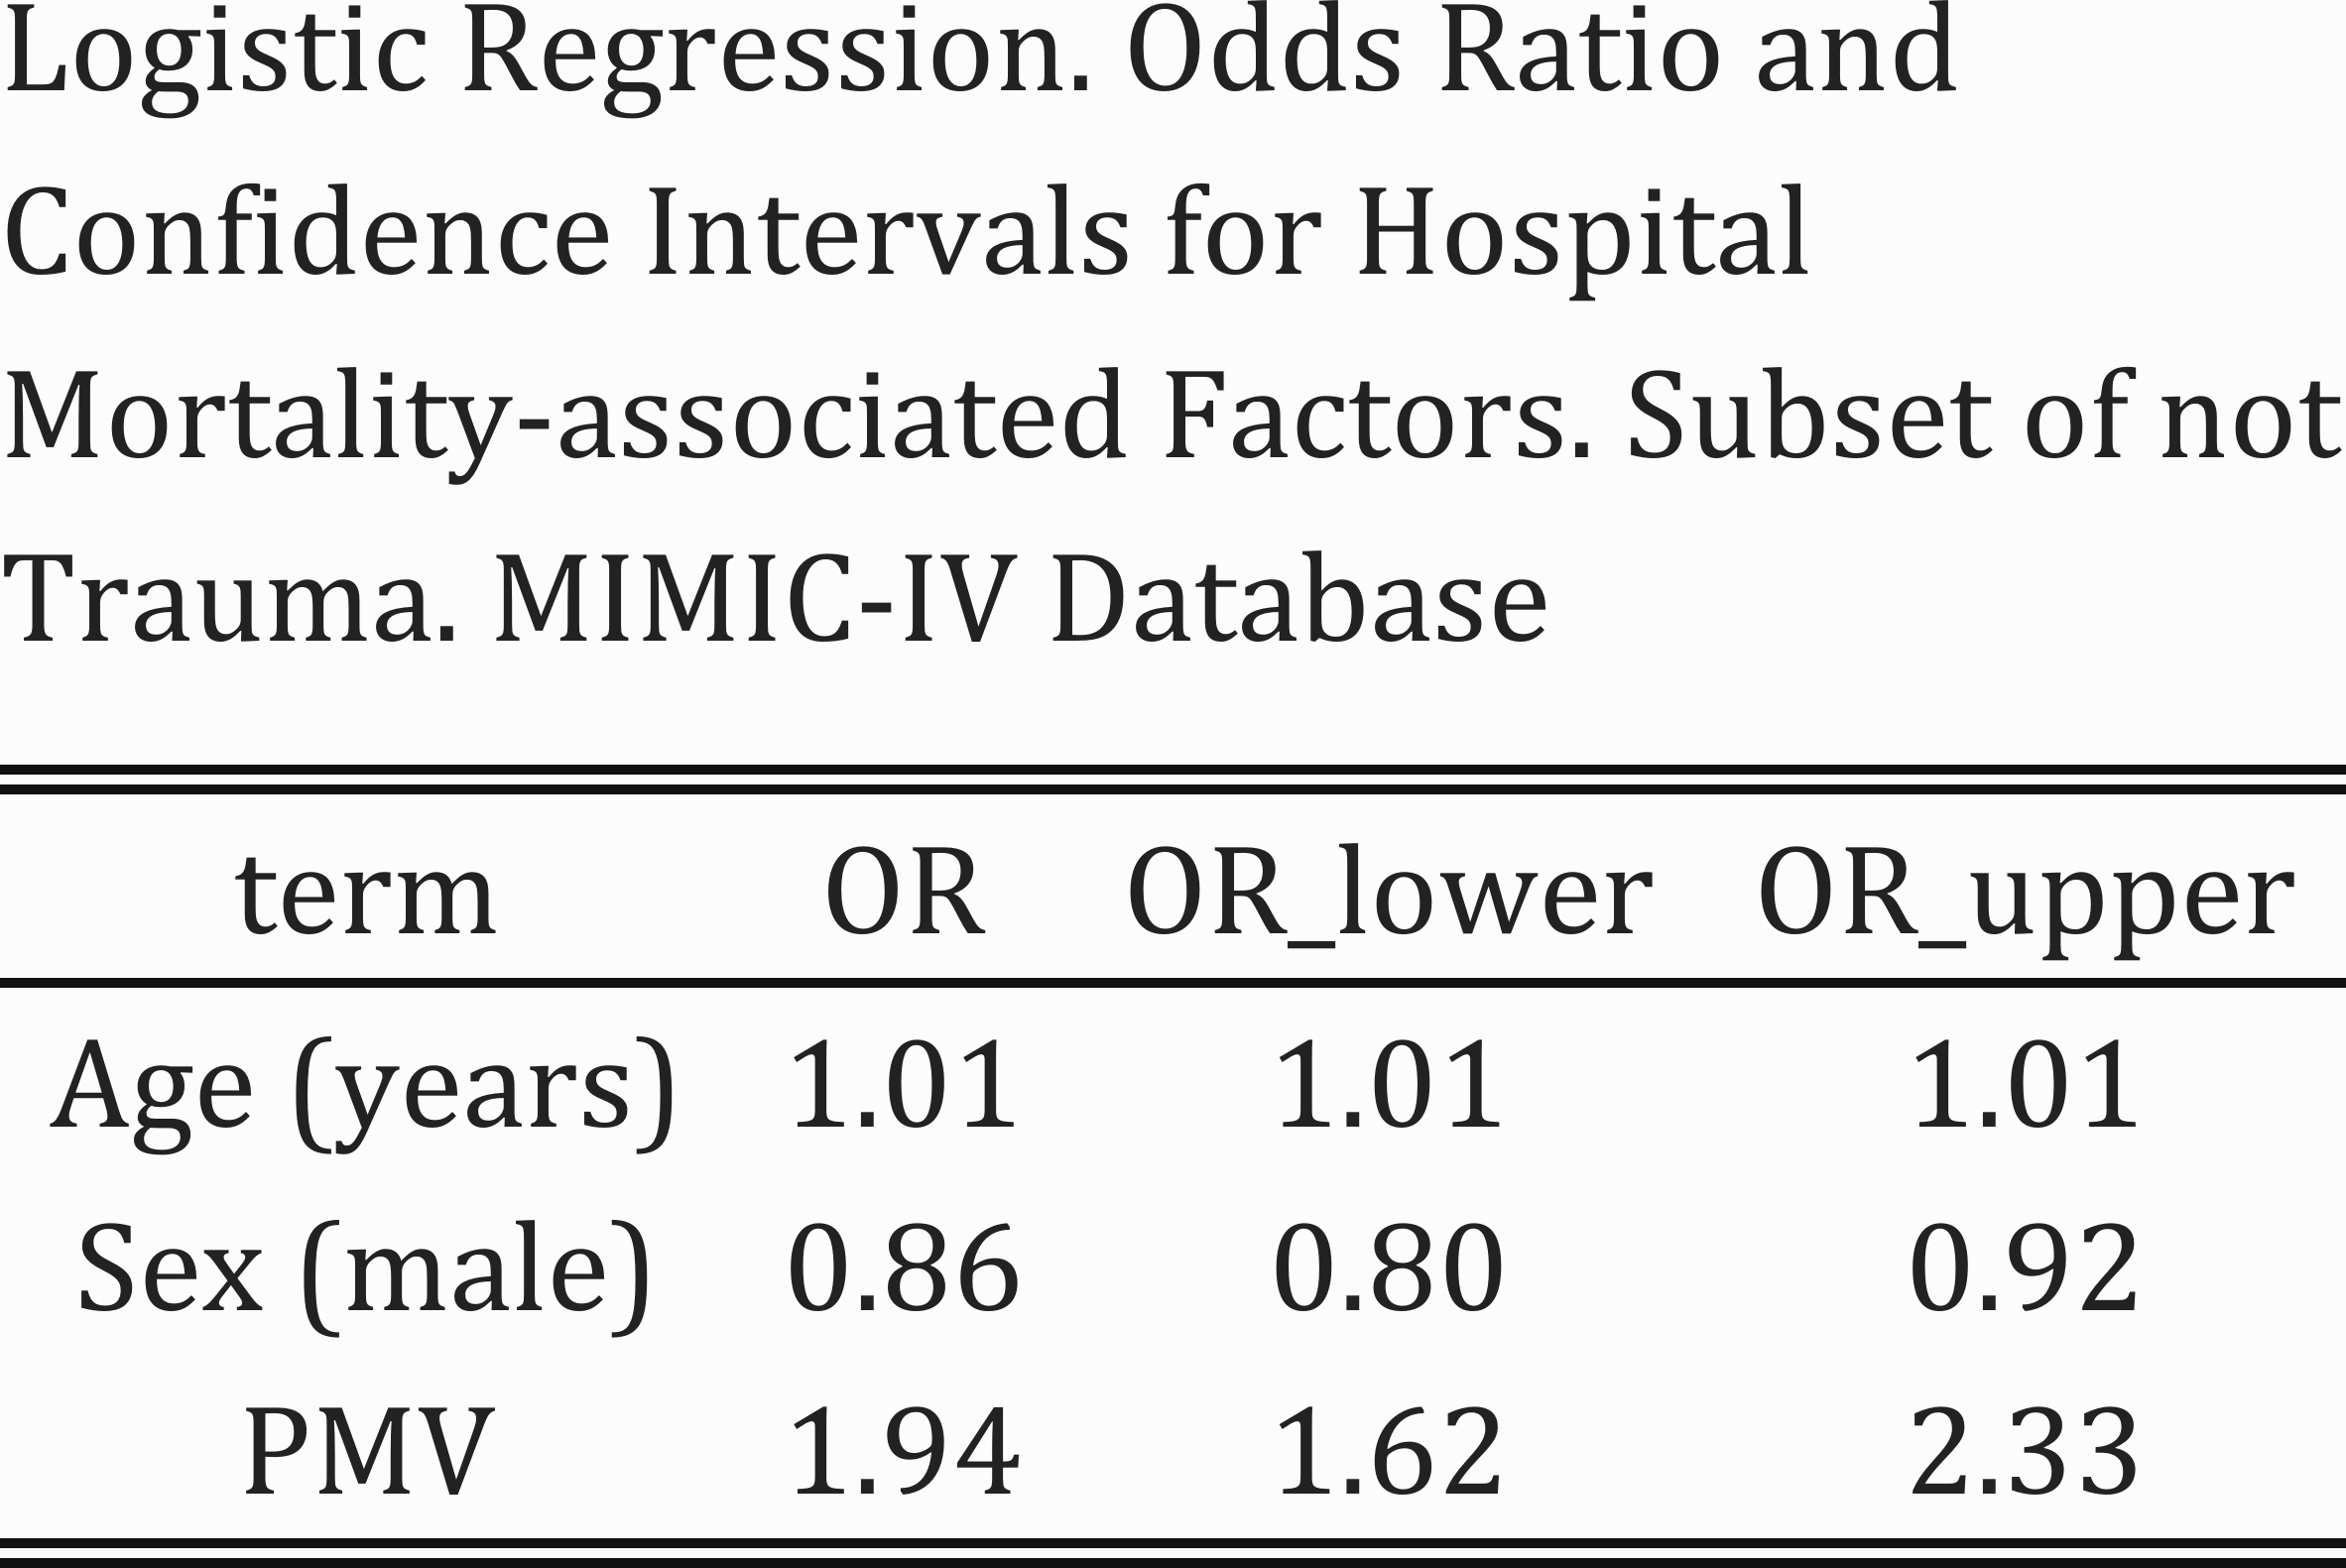 Logistic Regression. Odds Ratio and
Confidence Intervals for Hospital
Mortality-associated Factors. Subset of not
Trauma. MIMIC-IV Database
term OR OR_lower OR_upper
Age (years) 1.01 1.01 1.01
Sex (male) 0.86 0.80 0.92
PMV 1.94 1.62 2.33